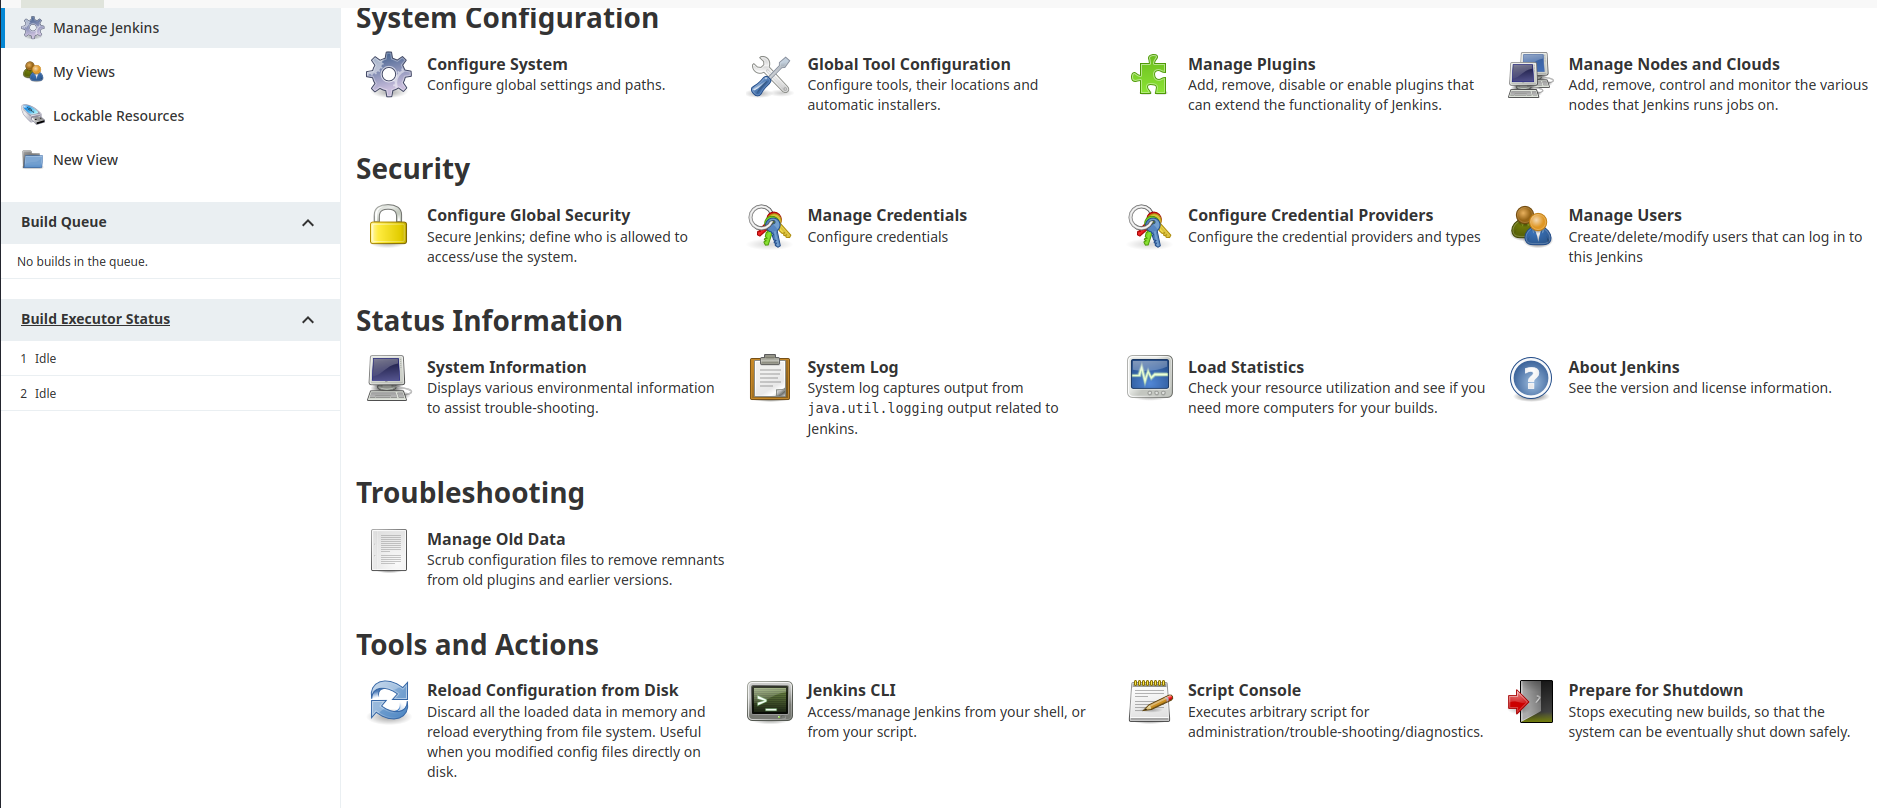 Manage Jenkins
My Views
Lockable Resources
New View
Build Queue
No builds in the queue.
Build Executor Status
1 Idle
2 Idle
System Configuration
Configure System
Configure global settings and paths.
Global Tool Configuration
Configure tools, their locations and
automatic installers.
Manage Plugins
Add, remove, disable or enable plugins that
can extend the functionality of Jenkins.
Manage Nodes and Clouds
Add, remove, control and monitor the various
nodes that Jenkins runs jobs on.
Security
Configure Global Security
Secure Jenkins; define who is allowed to
access/use the system.
Manage Credentials
Configure credentials
Configure Credential Providers
Configure the credential providers and types
Manage Users
Create/delete/modify users that can log in to
this Jenkins
Status Information
System Information
Displays various environmental information
to assist trouble-shooting.
System Log
System log captures output from
java.util.logging output related to
Jenkins.
Load Statistics
Check your resource utilization and see if you
need more computers for your builds.
About Jenkins
See the version and license information.
Troubleshooting
Manage Old Data
Scrub configuration files to remove remnants
from old plugins and earlier versions.
Tools and Actions
Reload Configuration from Disk
Discard all the loaded data in memory and
reload everything from file system. Useful
when you modified config files directly on
disk.
Jenkins CLI
Access/manage Jenkins from your shell, or
from your script.
Script Console
Executes arbitrary script for
administration/trouble-shooting/diagnostics.
Prepare for Shutdown
Stops executing new builds, so that the
system can be eventually shut down safely.